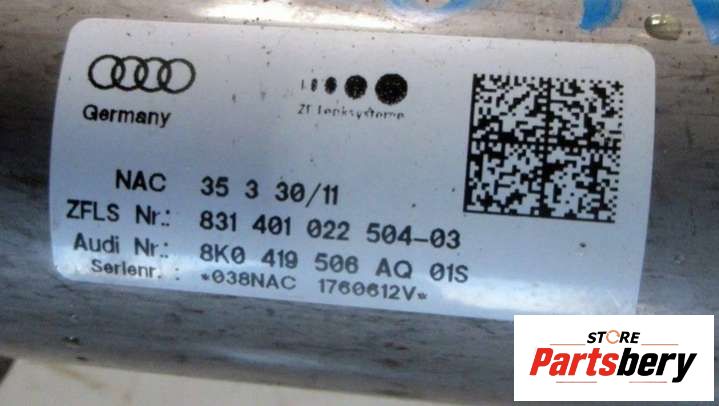 Germany
ZF Lenksysteme
NAC 35 3 30/11
ZFLS Nr.: 831 401 022 504-03
Audi Nr.: 8K0 419 506 AQ 01S
Serienr. : *038NAC 1760612V*
STORE
Partsbery